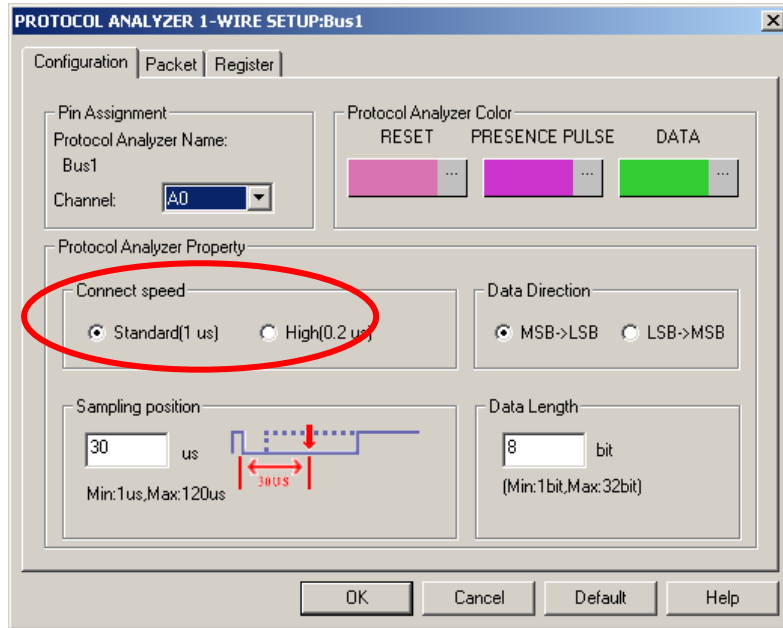 PROTOCOL ANALYZER 1-WIRE SETUP:Bus1
Configuration
Packet
Register
Pin Assignment
Protocol Analyzer Name:
Bus1
Channel:
A0
Protocol Analyzer Color
RESET
PRESENCE PULSE
DATA
...
...
...
Protocol Analyzer Property
Connect speed
Standard(1 us)
High(0.2 us)
Data Direction
MSB->LSB
LSB->MSB
Sampling position
30
us
30US
Min:1us,Max:120us
Data Length
8
bit
(Min:1bit,Max:32bit)
OK
Cancel
Default
Help